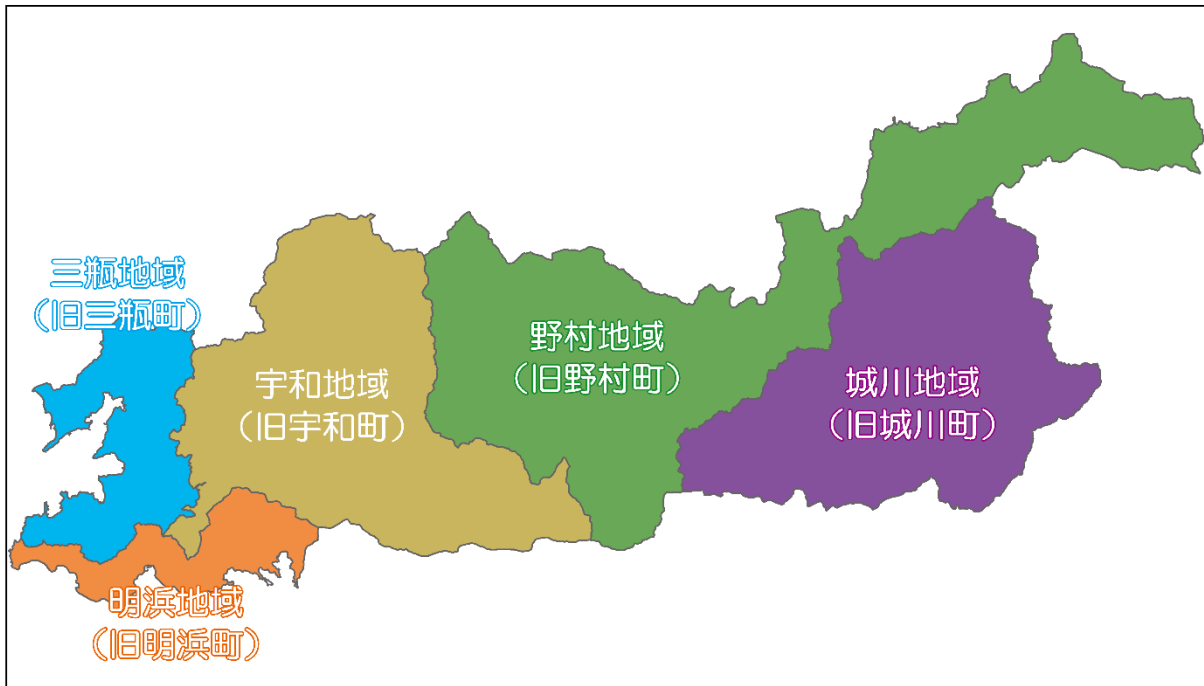 三瓶地域
（旧三瓶町）
宇和地域
（旧宇和町）
野村地域
（旧野村町）
城川地域
（旧城川町）
明浜地域
（旧明浜町）